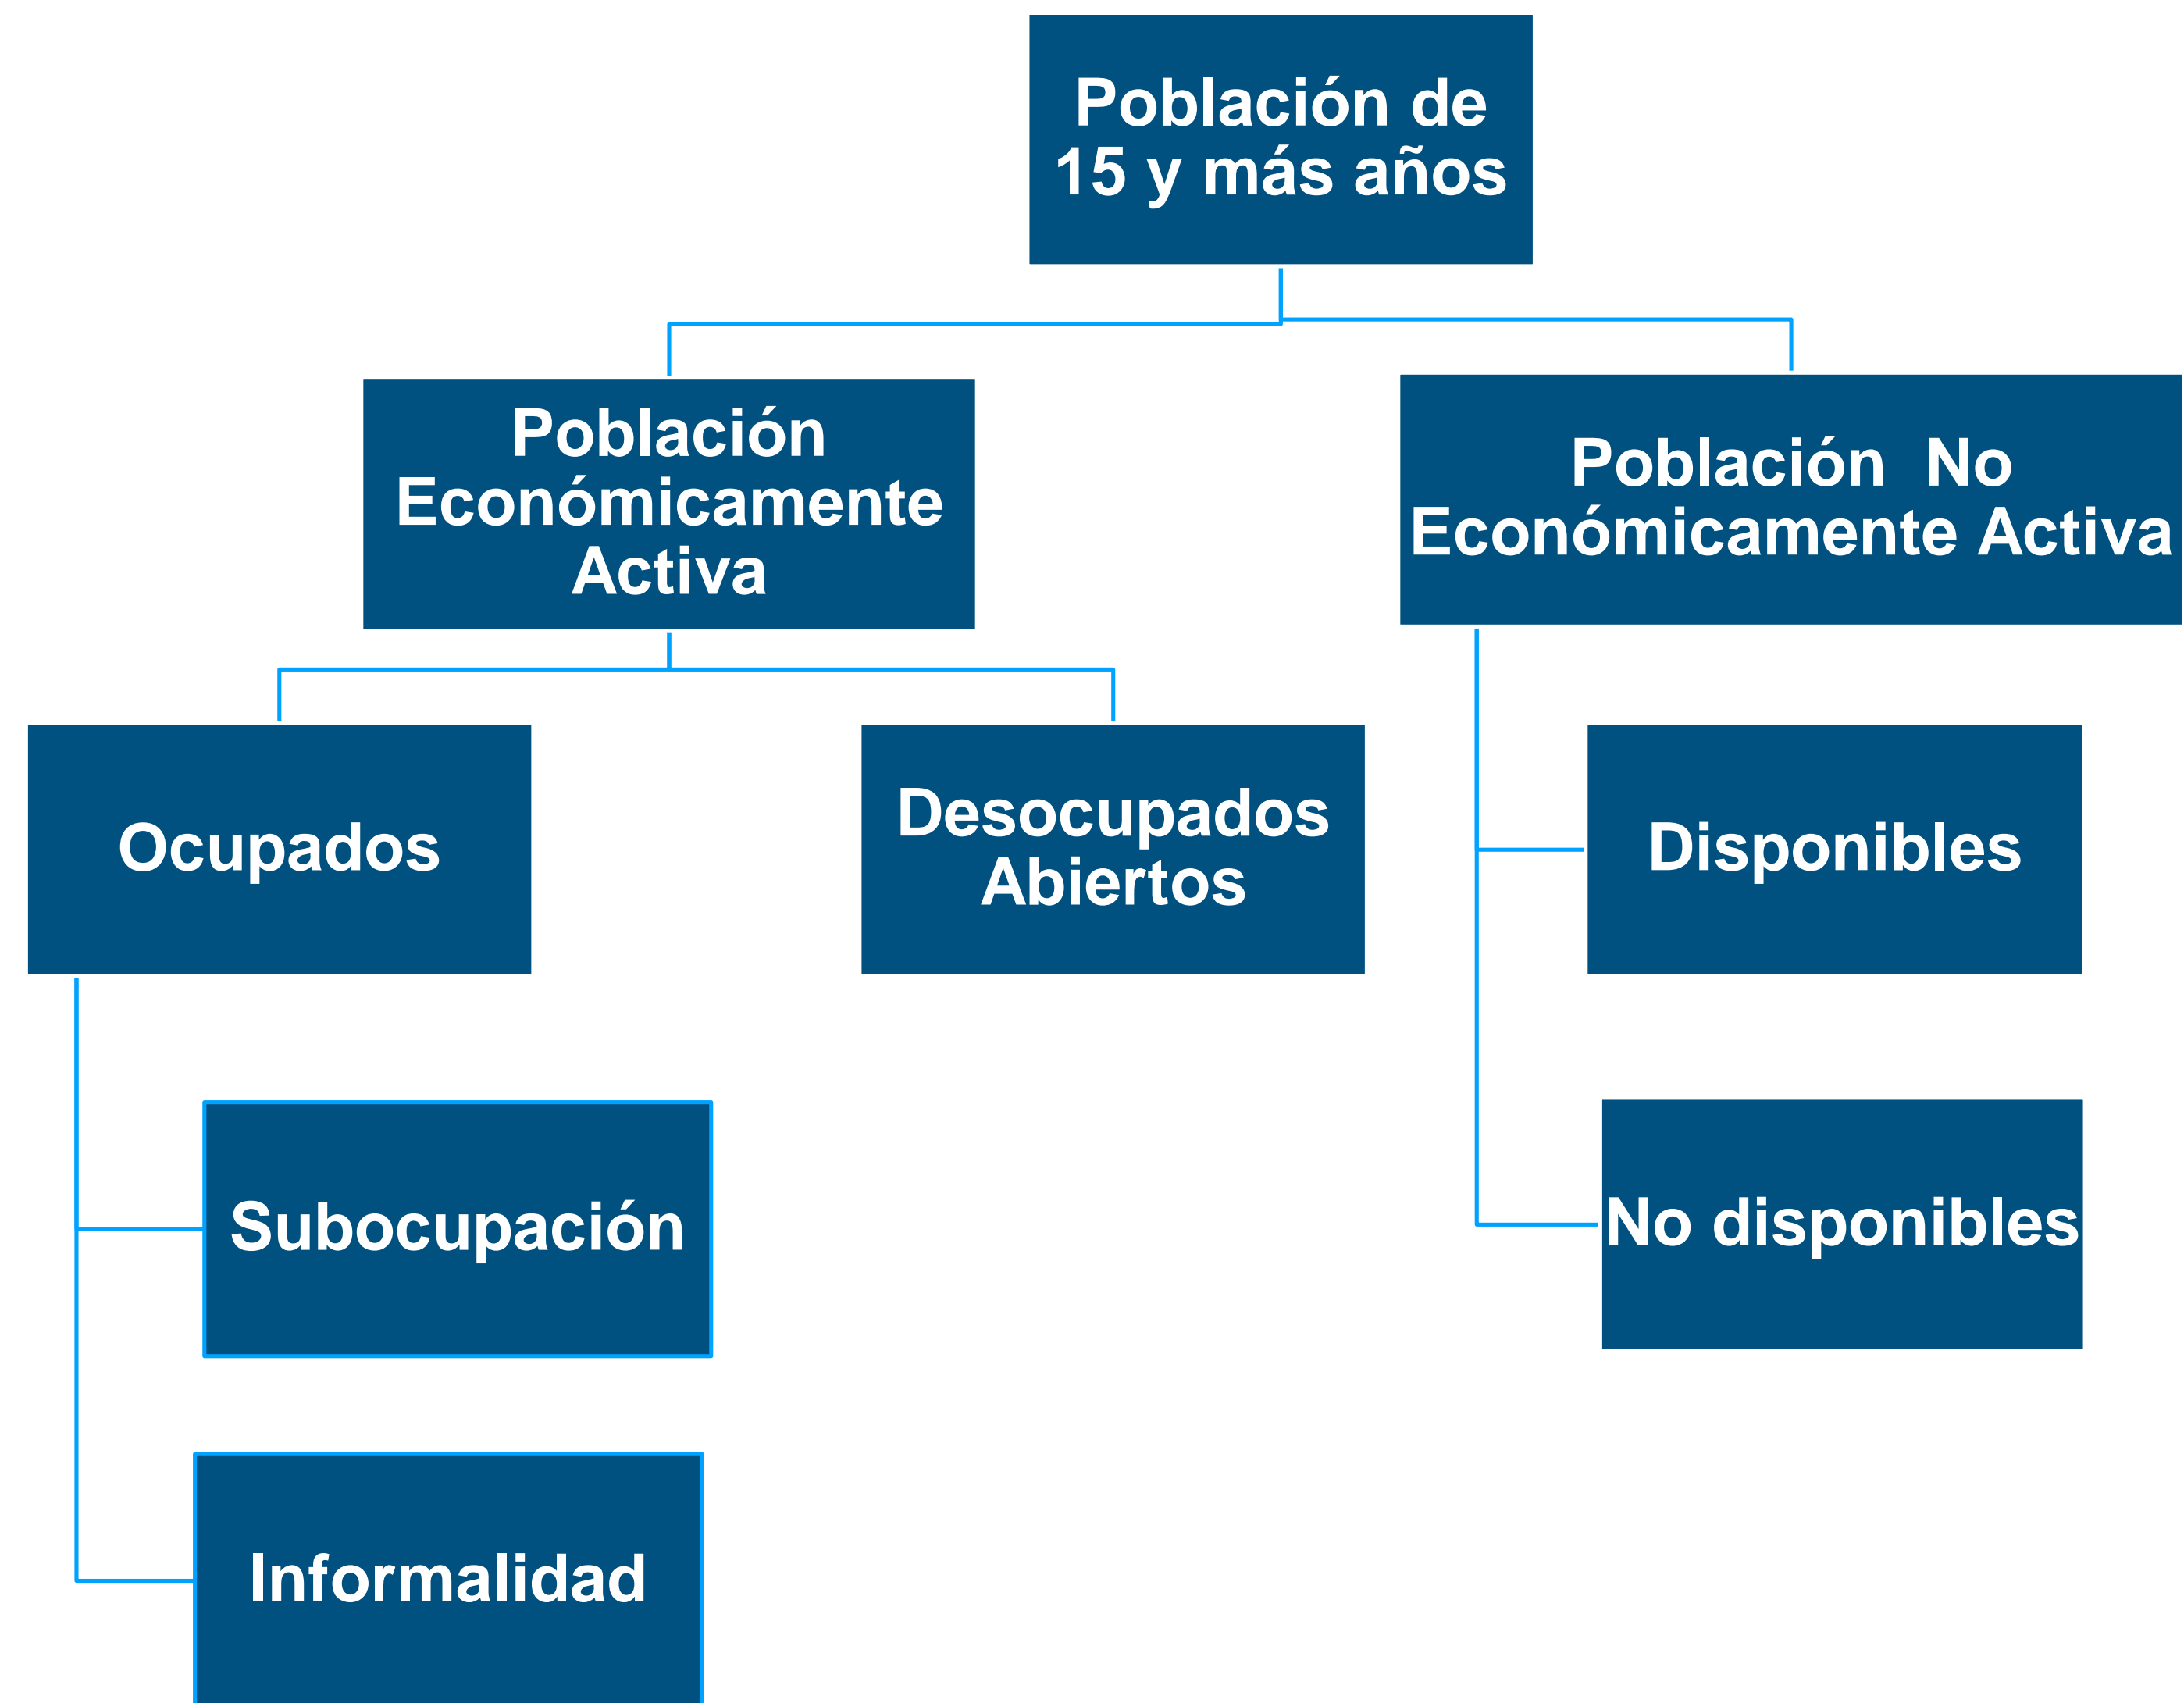 Población de
15 y más años
Población
Económicamente
Activa
Población No
Económicamente Activa
Ocupados
Desocupados
Abiertos
Disponibles
Subocupación
No disponibles
Informalidad